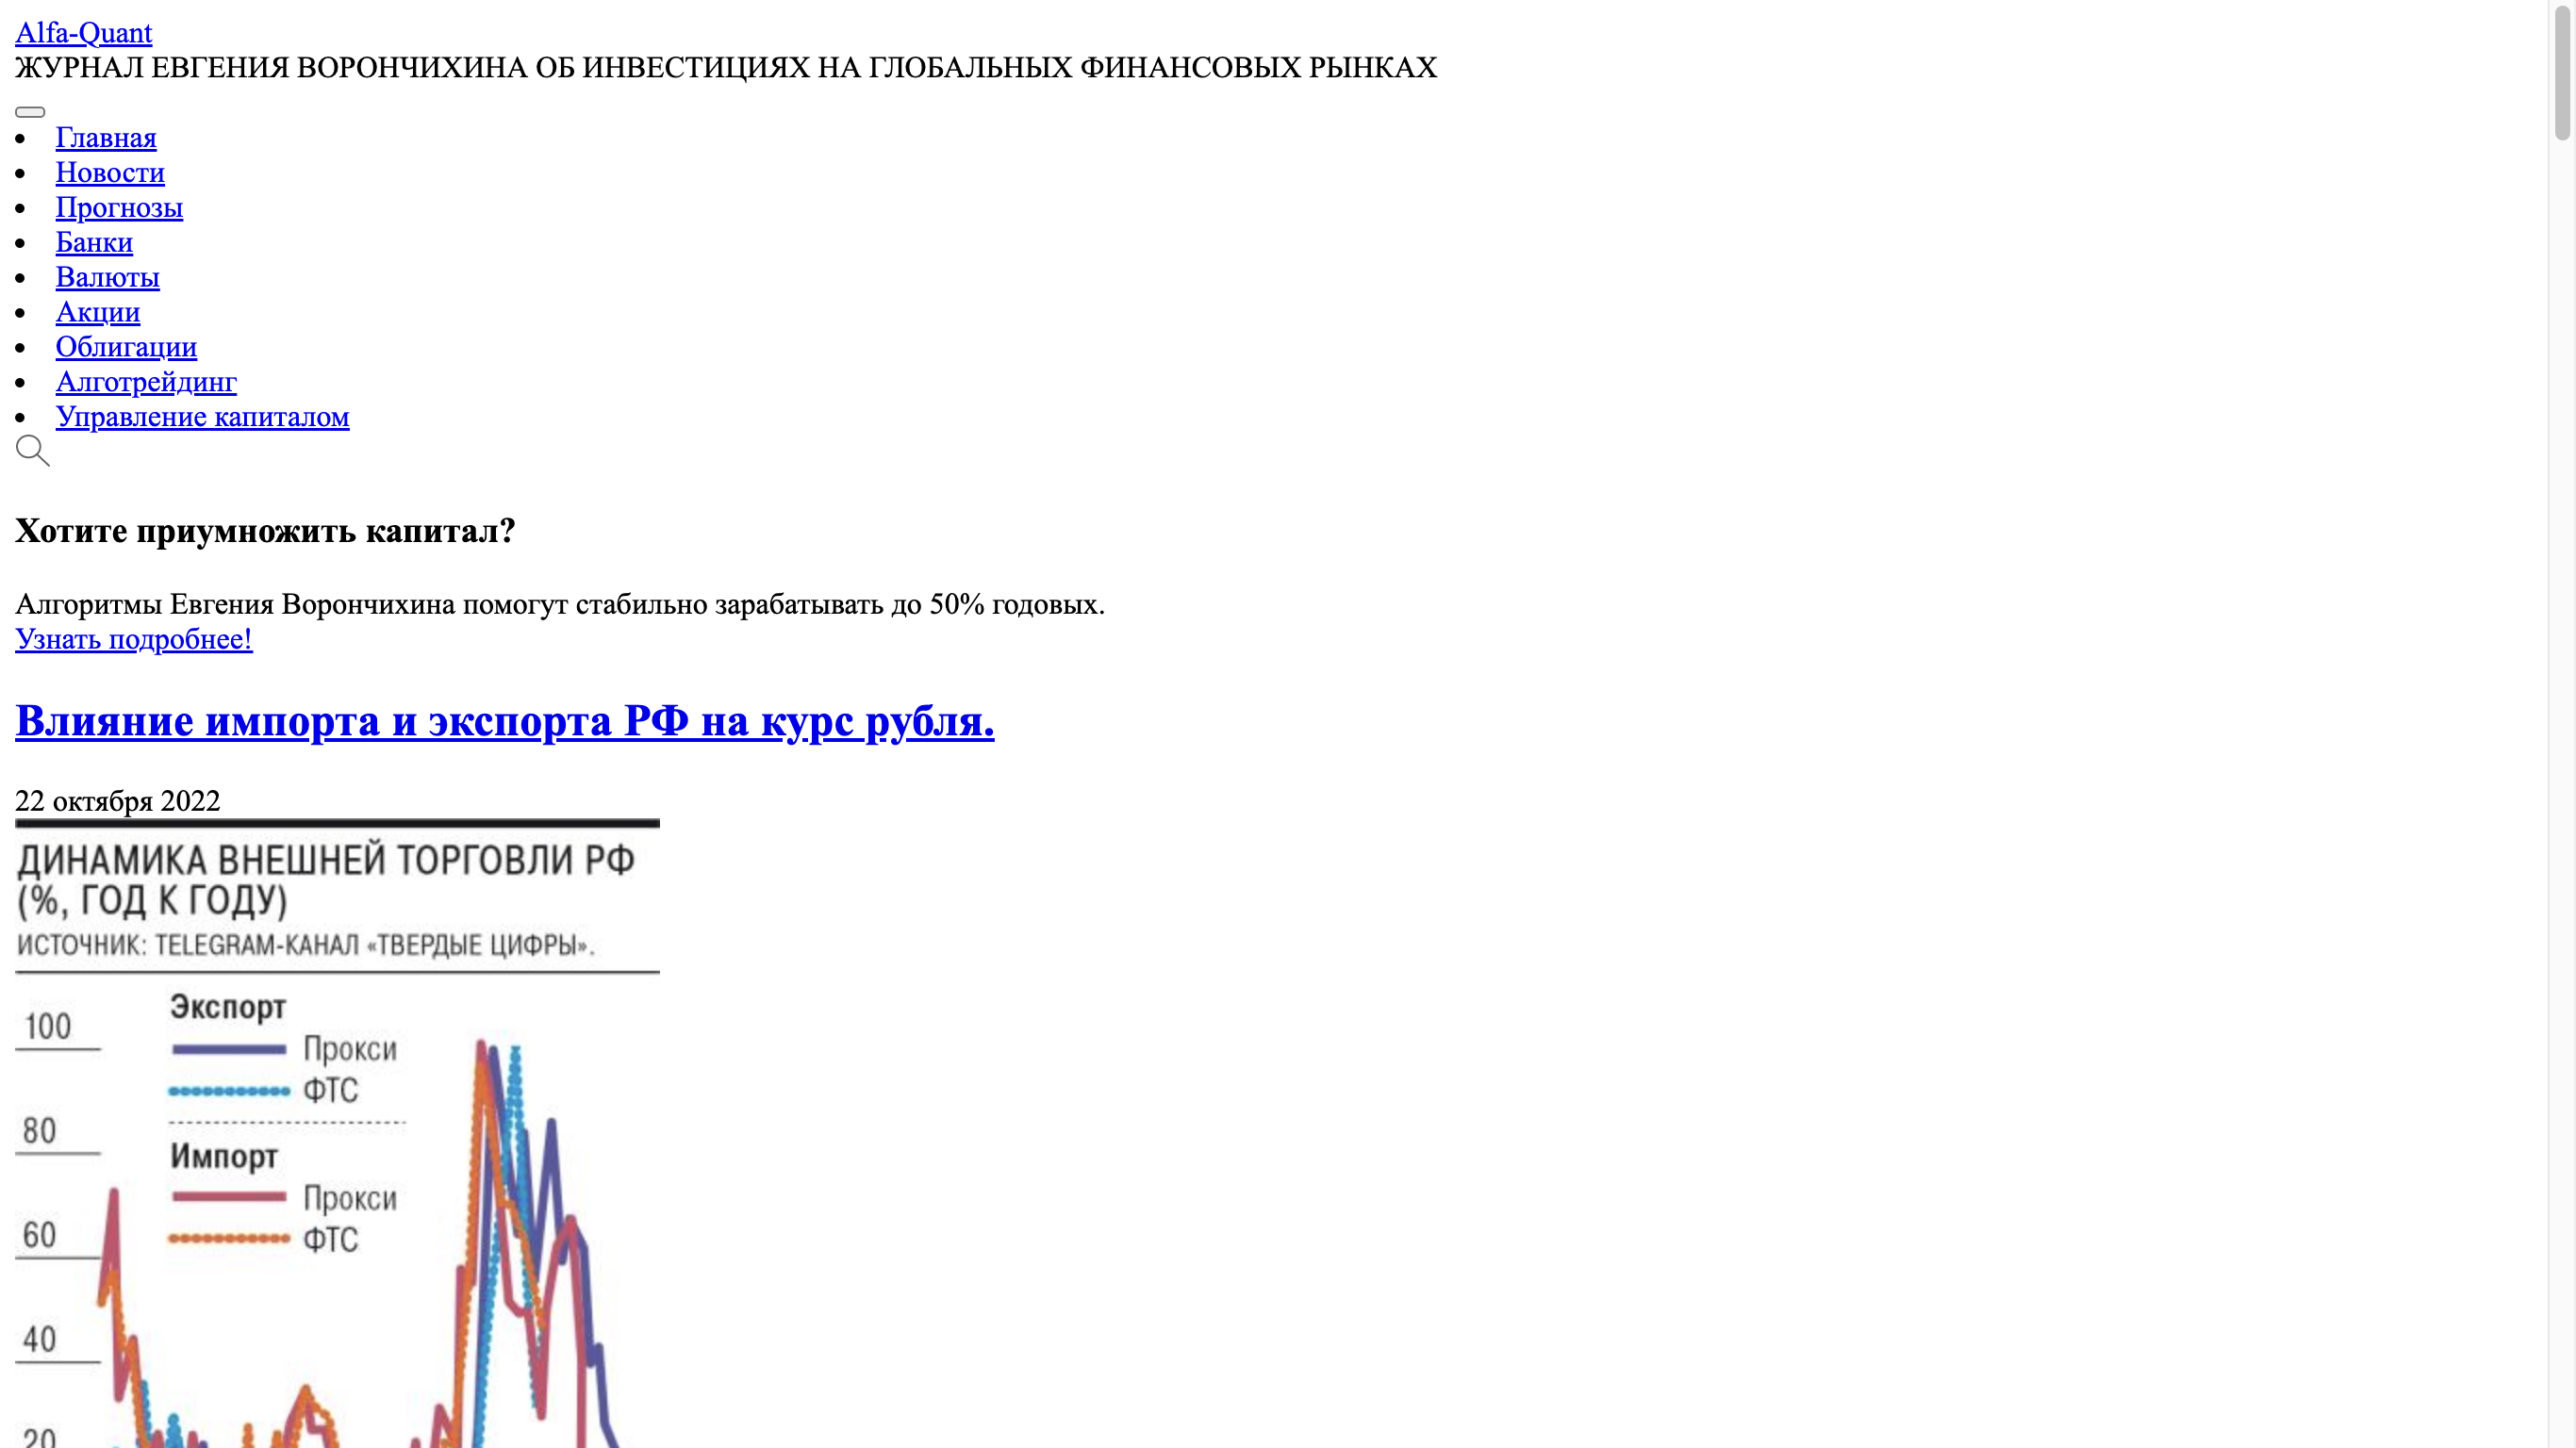 Alfa-Quant
ЖУРНАЛ ЕВГЕНИЯ ВОРОНЧИХИНА ОБ ИНВЕСТИЦИЯХ НА ГЛОБАЛЬНЫХ ФИНАНСОВЫХ РЫНКАХ
Главная
Новости
Прогнозы
Банки
Валюты
Акции
Облигации
Алготрейдинг
Управление капиталом
Хотите приумножить капитал?
Алгоритмы Евгения Ворончихина помогут стабильно зарабатывать до 50% годовых.
Узнать подробнее!
Влияние импорта и экспорта РФ на курс рубля.
22 октября 2022
ДИНАМИКА ВНЕШНЕЙ ТОРГОВЛИ РФ
(%, ГОД К ГОДУ)
ИСТОЧНИК: TELEGRAM-КАНАЛ «ТВЕРДЫЕ ЦИФРЫ».
Экспорт
100
Прокси
ФТС
80
Импорт
Прокси
60
ФТС
40
20